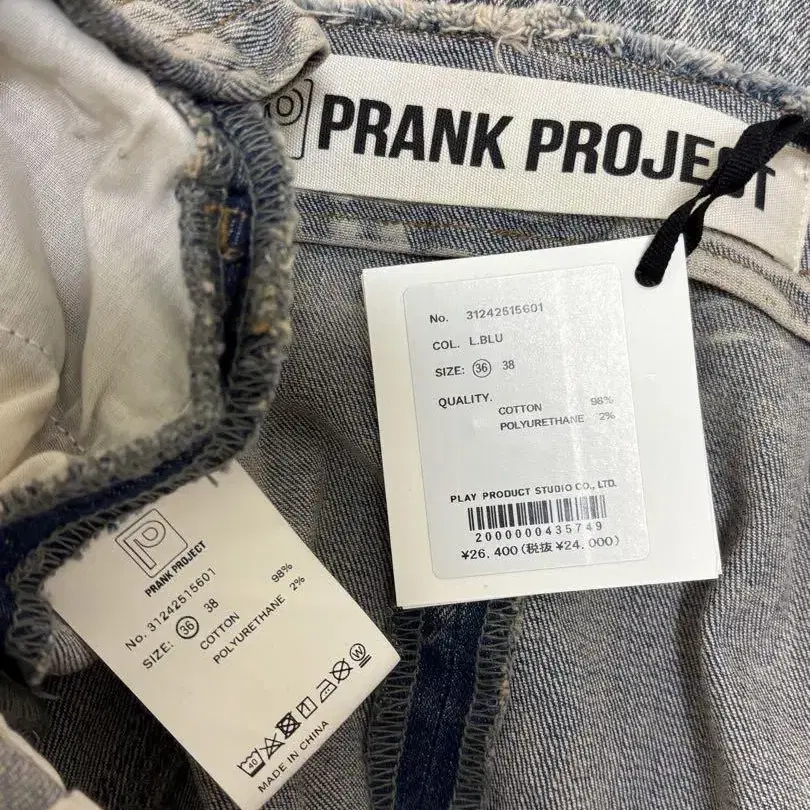 PRANK PROJECT
No. 31242515601
COL. L.BLU
SIZE: 36 38
QUALITY.
COTTON 98%
POLYURETHANE 2%
PLAY PRODUCT STUDIO CO., LTD.
2000000435749
¥26,400(税抜 ¥24,000)
PRANK PROJECT
No. 31242515601
SIZE: 36 38
COTTON 98%
POLYURETHANE 2%
40
W
MADE IN CHINA